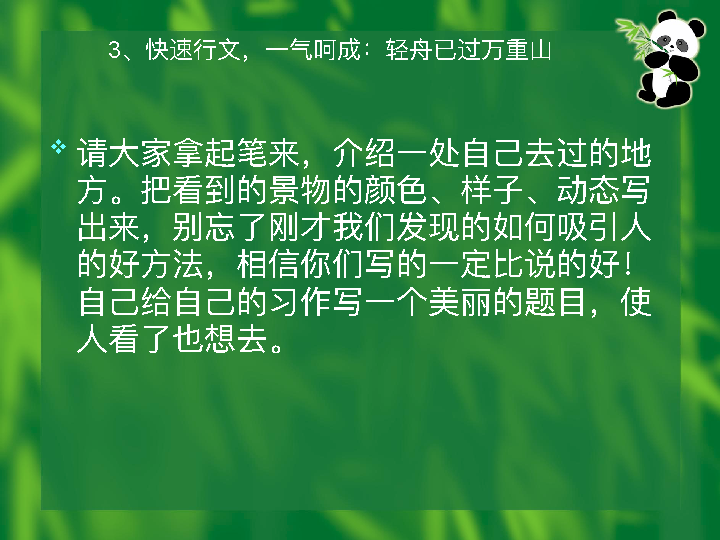 3、快速行文，一气呵成：轻舟已过万重山
请大家拿起笔来，介绍一处自己去过的地
方。把看到的景物的颜色、样子、动态写
出来，别忘了刚才我们发现的如何吸引人
的好方法，相信你们写的一定比说的好！
自己给自己的习作写一个美丽的题目，使
人看了也想去。